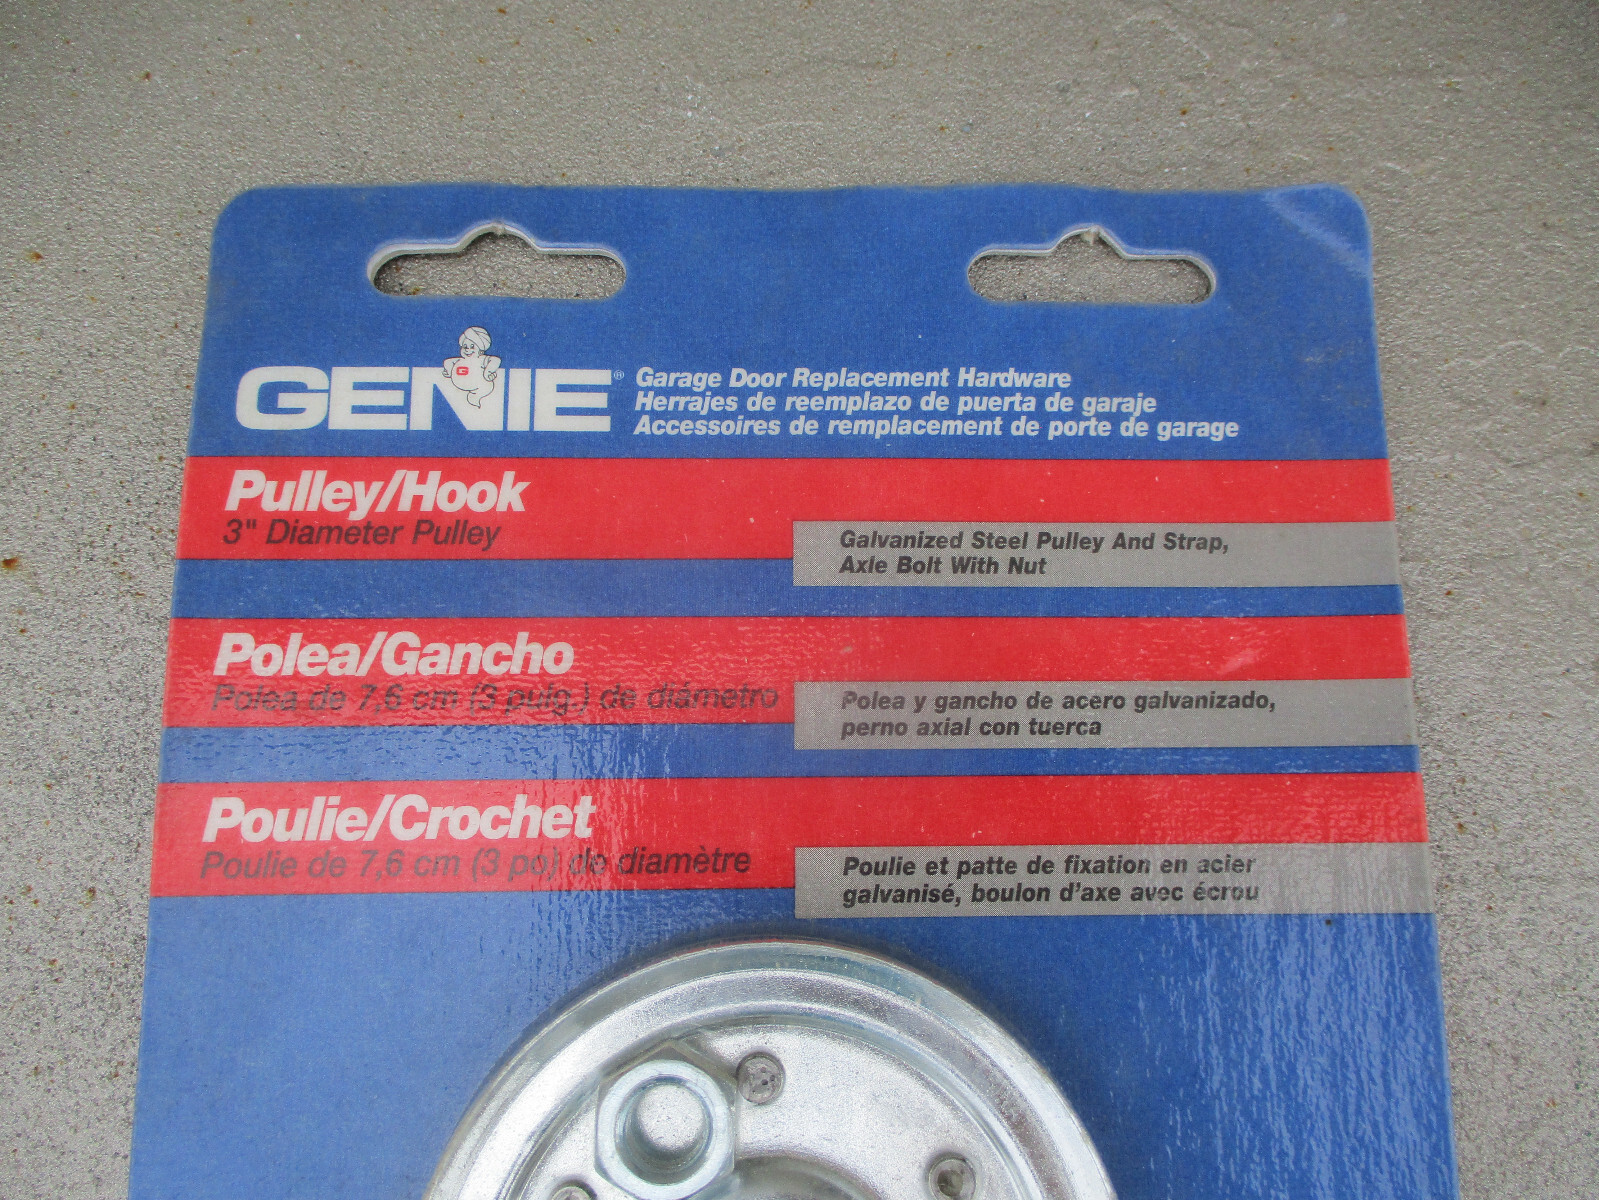 GENIE®
Garage Door Replacement Hardware
Herrajes de reemplazo de puerta de garaje
Accessoires de remplacement de porte de garage
Pulley/Hook
3" Diameter Pulley
Galvanized Steel Pulley And Strap,
Axle Bolt With Nut
Polea/Gancho
Polea de 7,6 cm (3 pulg.) de diámetro
Polea y gancho de acero galvanizado,
perno axial con tuerca
Poulie/Crochet
Poulie de 7,6 cm (3 po) de diamètre
Poulie et patte de fixation en acier
galvanisé, boulon d'axe avec écrou
G